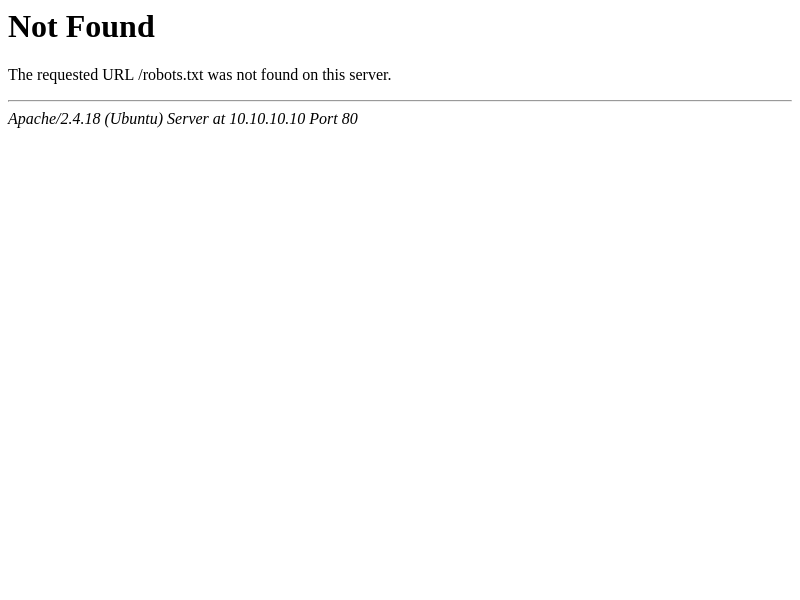 Not Found
The requested URL /robots.txt was not found on this server.
Apache/2.4.18 (Ubuntu) Server at 10.10.10.10 Port 80